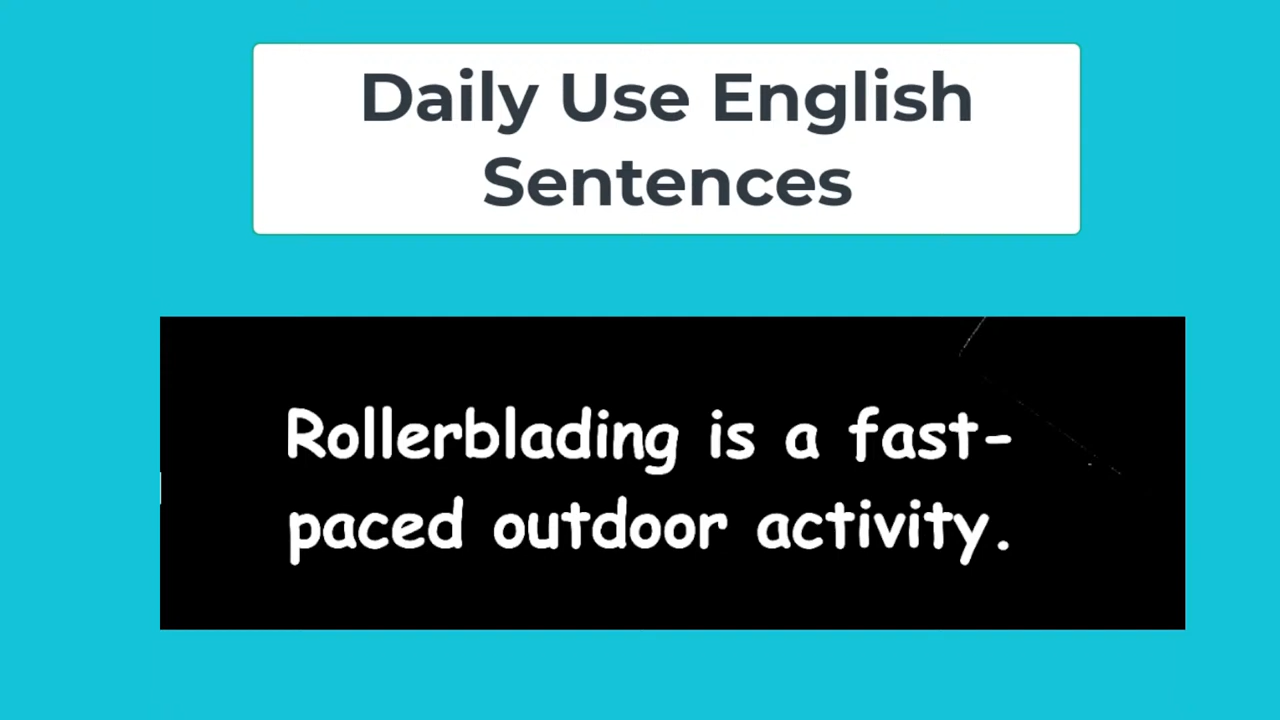 Daily Use English
Sentences
Rollerblading is a fast-
paced outdoor activity.